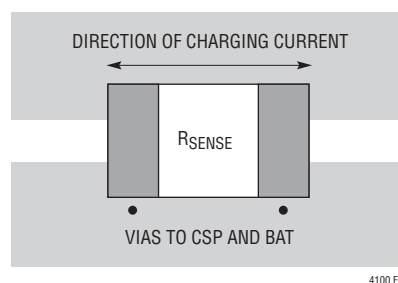 DIRECTION OF CHARGING CURRENT
RSENSE
VIAS TO CSP AND BAT
4100 F